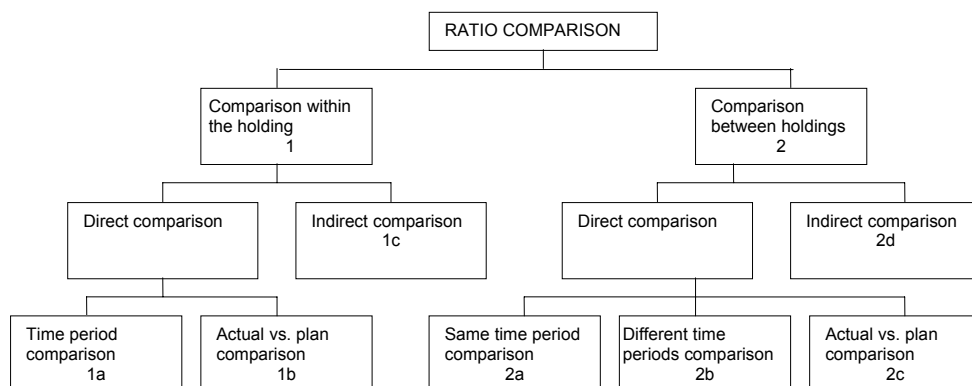 RATIO COMPARISON
Comparison within
the holding
1
Comparison
between holdings
2
Direct comparison
Indirect comparison
1c
Direct comparison
Indirect comparison
2d
Time period
comparison
1a
Actual vs. plan
comparison
1b
Same time period
comparison
2a
Different time
periods comparison
2b
Actual vs. plan
comparison
2c